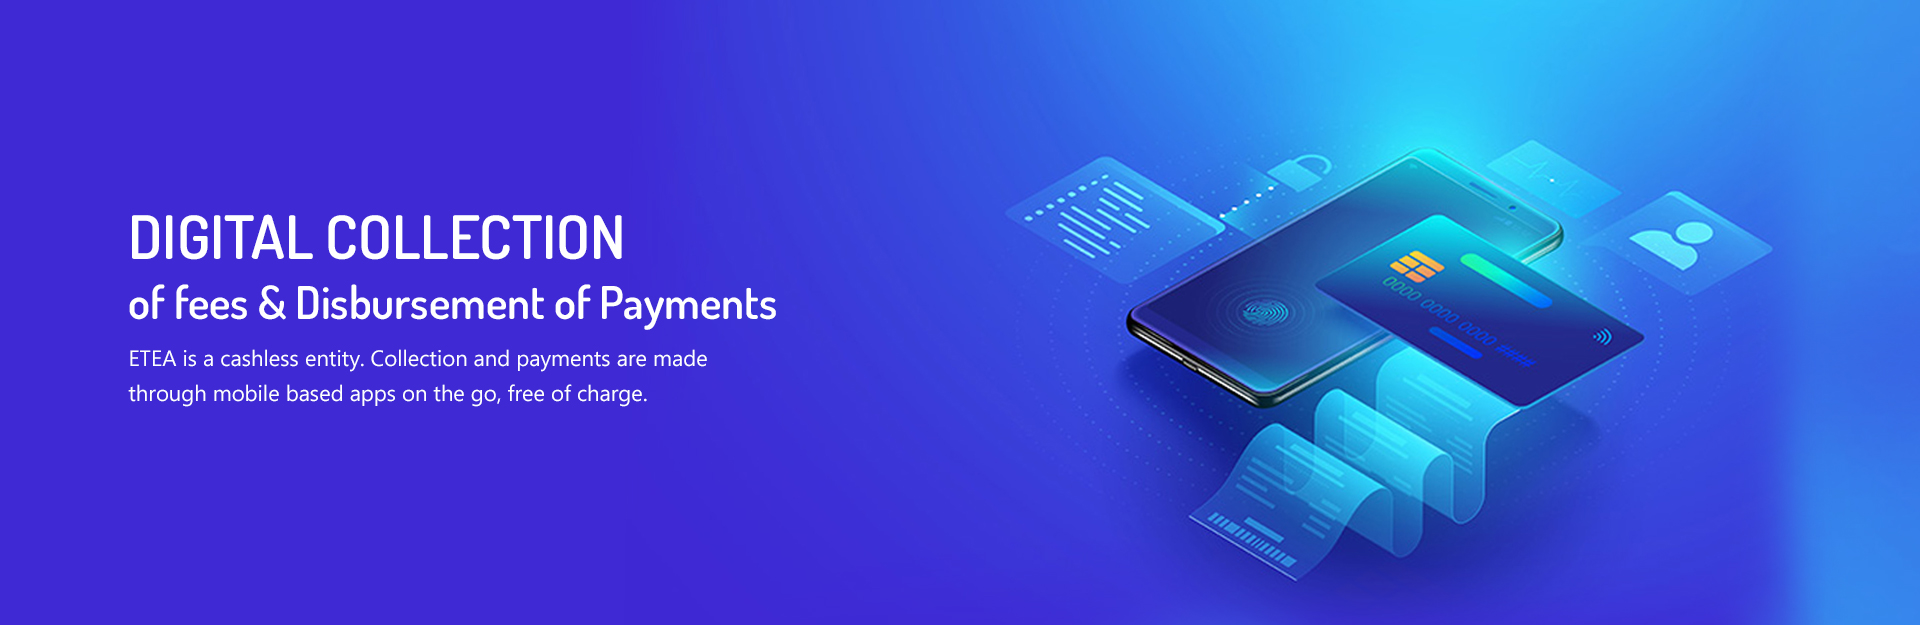 DIGITAL COLLECTION
of fees & Disbursement of Payments
ETEA is a cashless entity. Collection and payments are made
through mobile based apps on the go, free of charge.
0000 0000 0000 ####